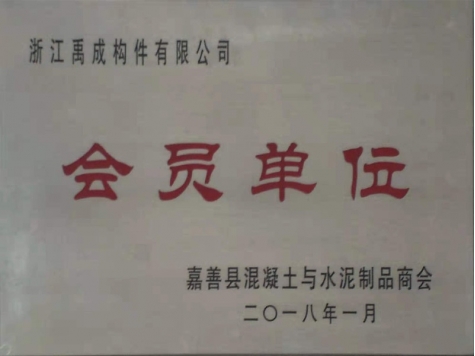 浙江禹成构件有限公司
会员单位
嘉善县混凝土与水泥制品商会
二〇一八年一月